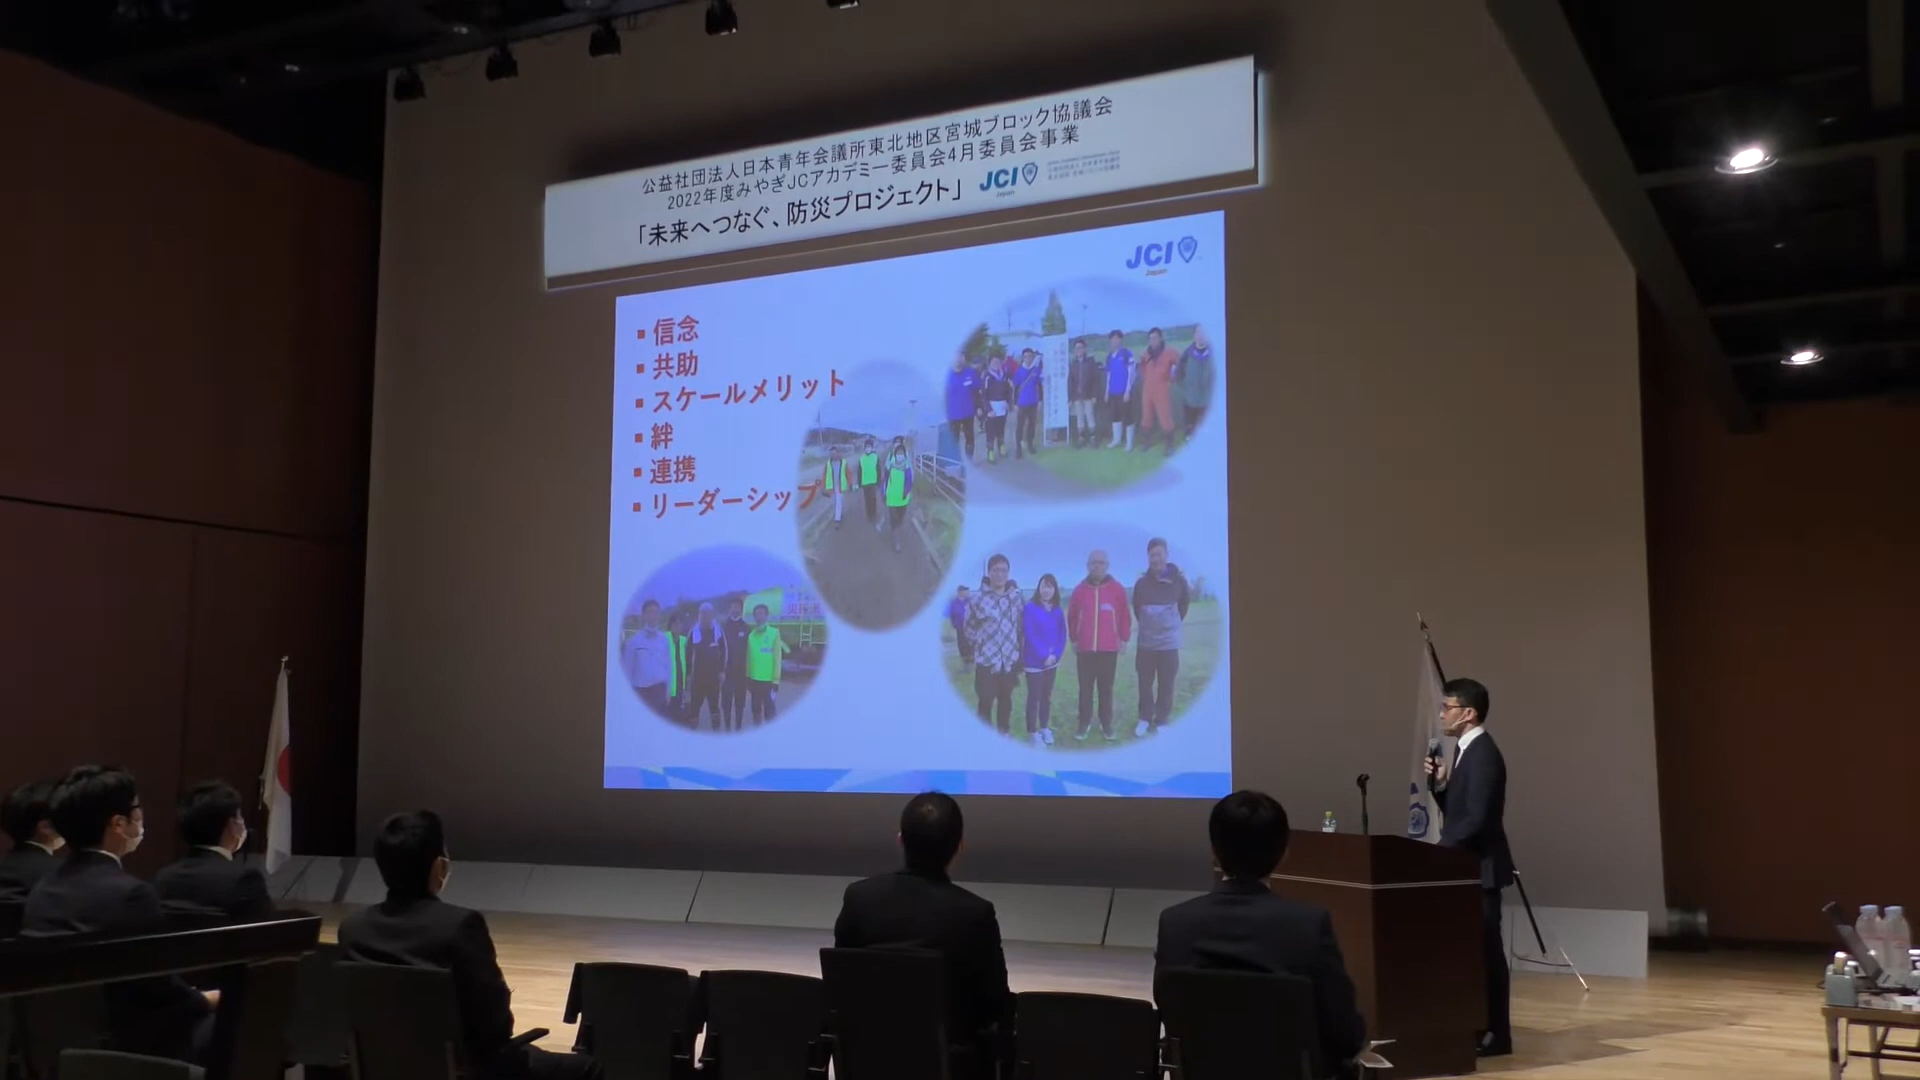 公益社団法人日本青年会議所東北地区宮城ブロック協議会
2022年度みやぎJCアカデミー委員会4月委員会事業
「未来へつなぐ、防災プロジェクト」
JCI
Japan
JCI
Japan
▪信念
▪共助
▪スケールメリット
▪絆
▪連携
▪リーダーシップ